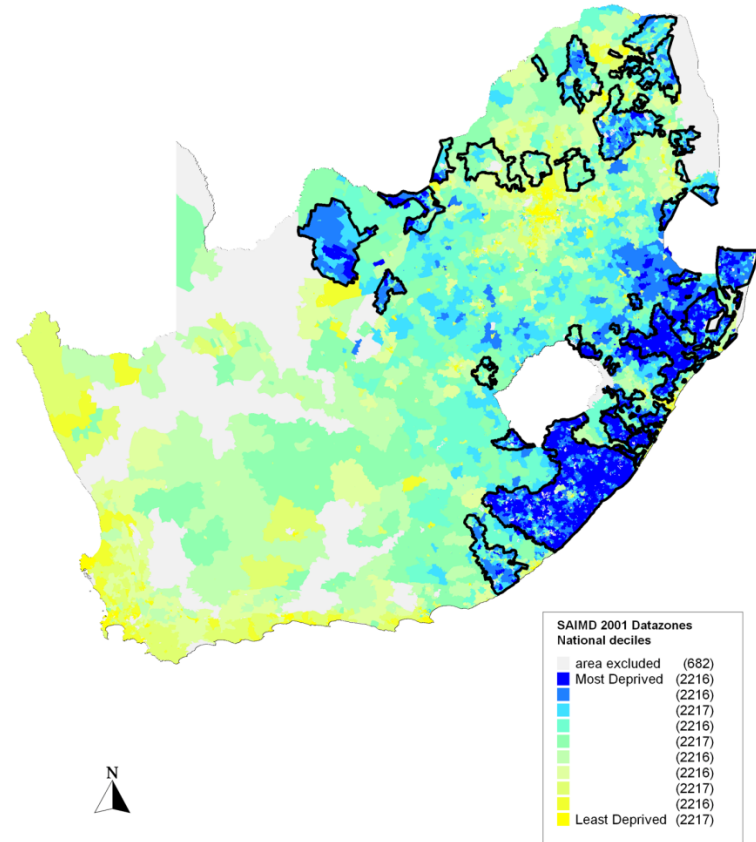 SAIMD 2001 Datazones
National deciles
area excluded (682)
Most Deprived (2216)
(2216)
(2217)
(2216)
(2217)
(2216)
(2216)
(2217)
(2216)
Least Deprived (2217)
N